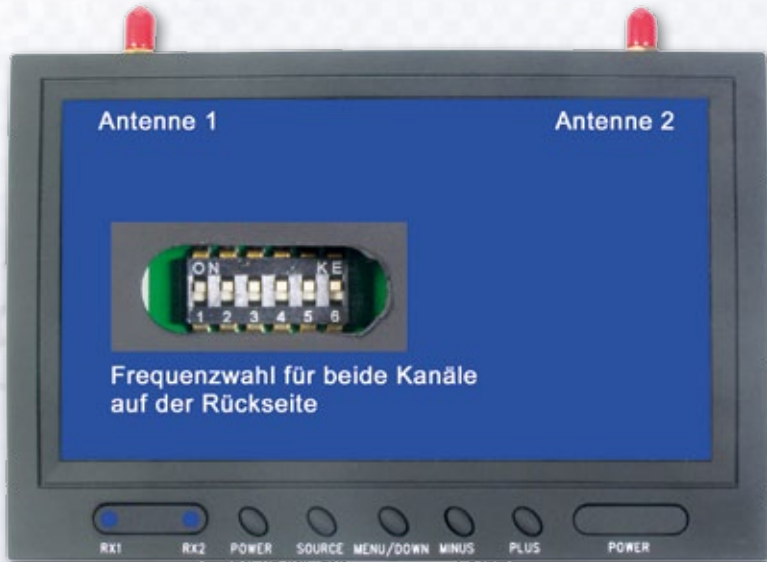 Antenne 1 Antenne 2
ON KE
1 2 3 4 5 6
Frequenzwahl für beide Kanäle
auf der Rückseite
RX1 RX2 POWER SOURCE MENU/DOWN MINUS PLUS POWER